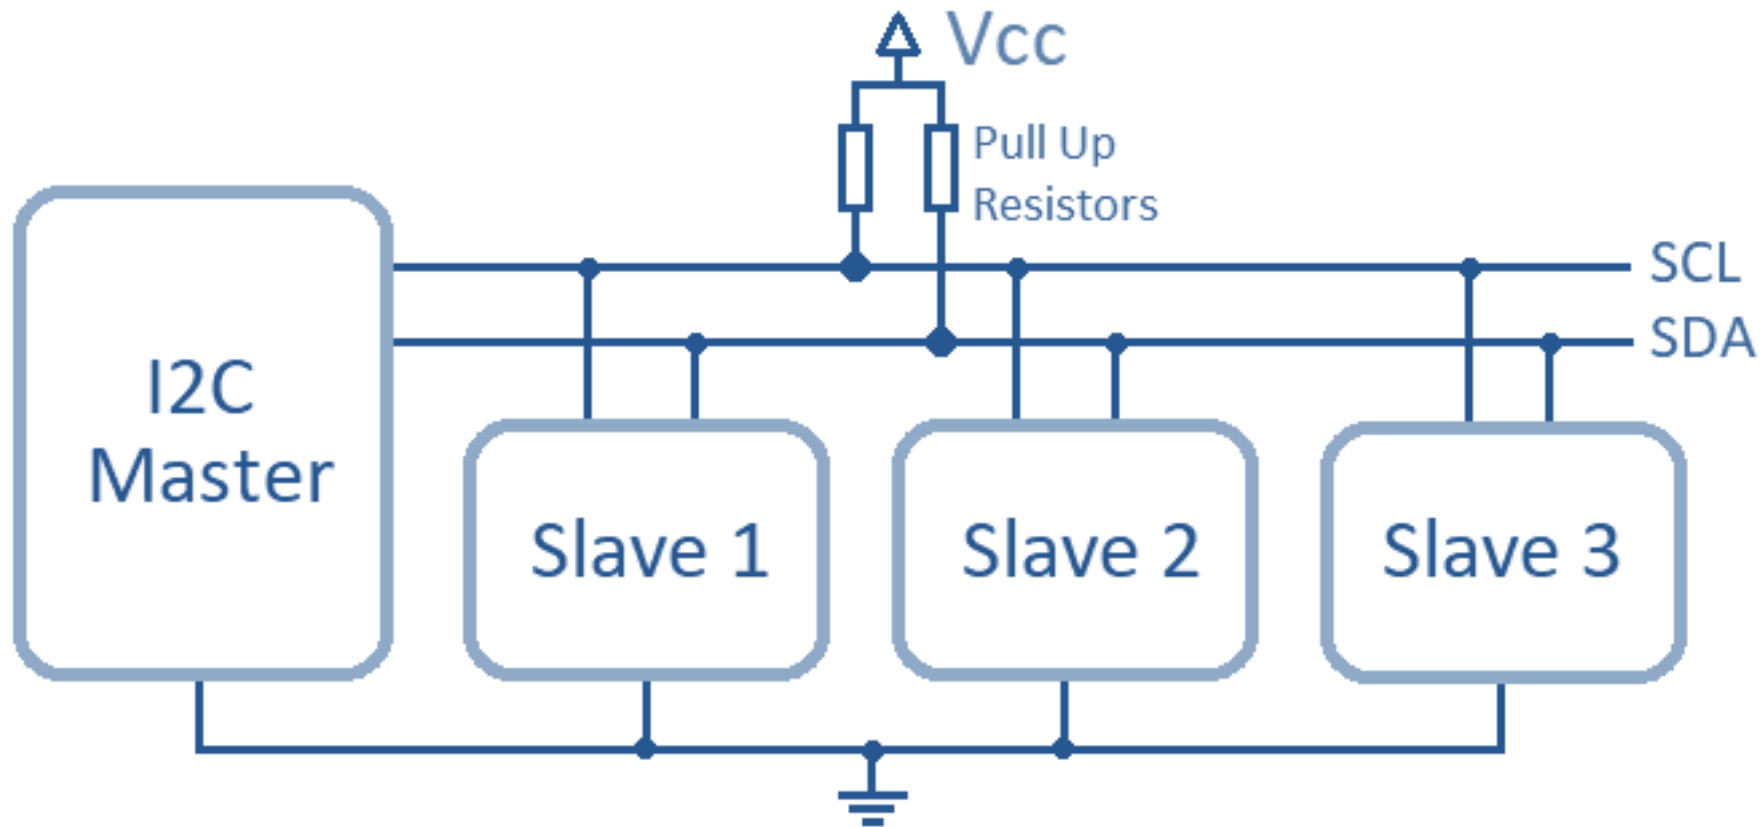 Vcc
Pull Up
Resistors
SCL
SDA
I2C
Master
Slave 1
Slave 2
Slave 3